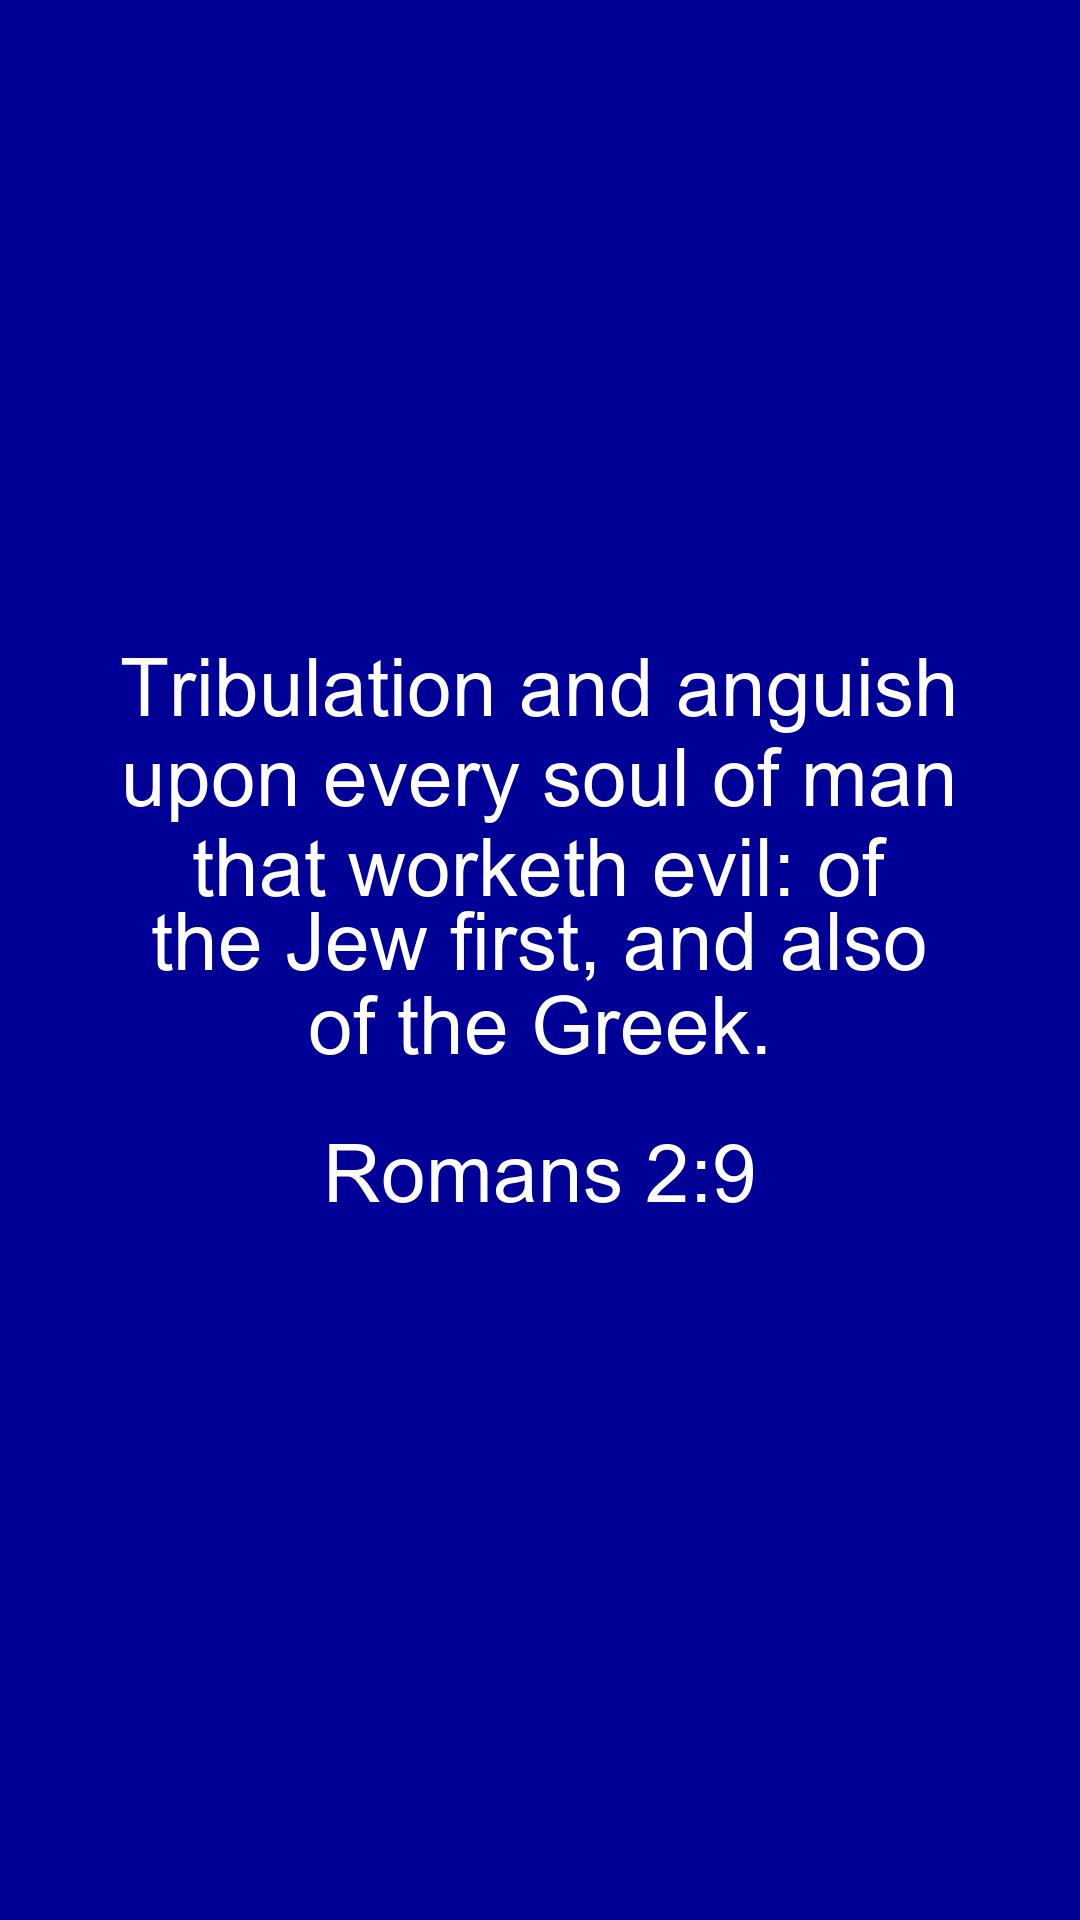 Tribulation and anguish
upon every soul of man
that worketh evil: of
the Jew first, and also
of the Greek.
Romans 2:9